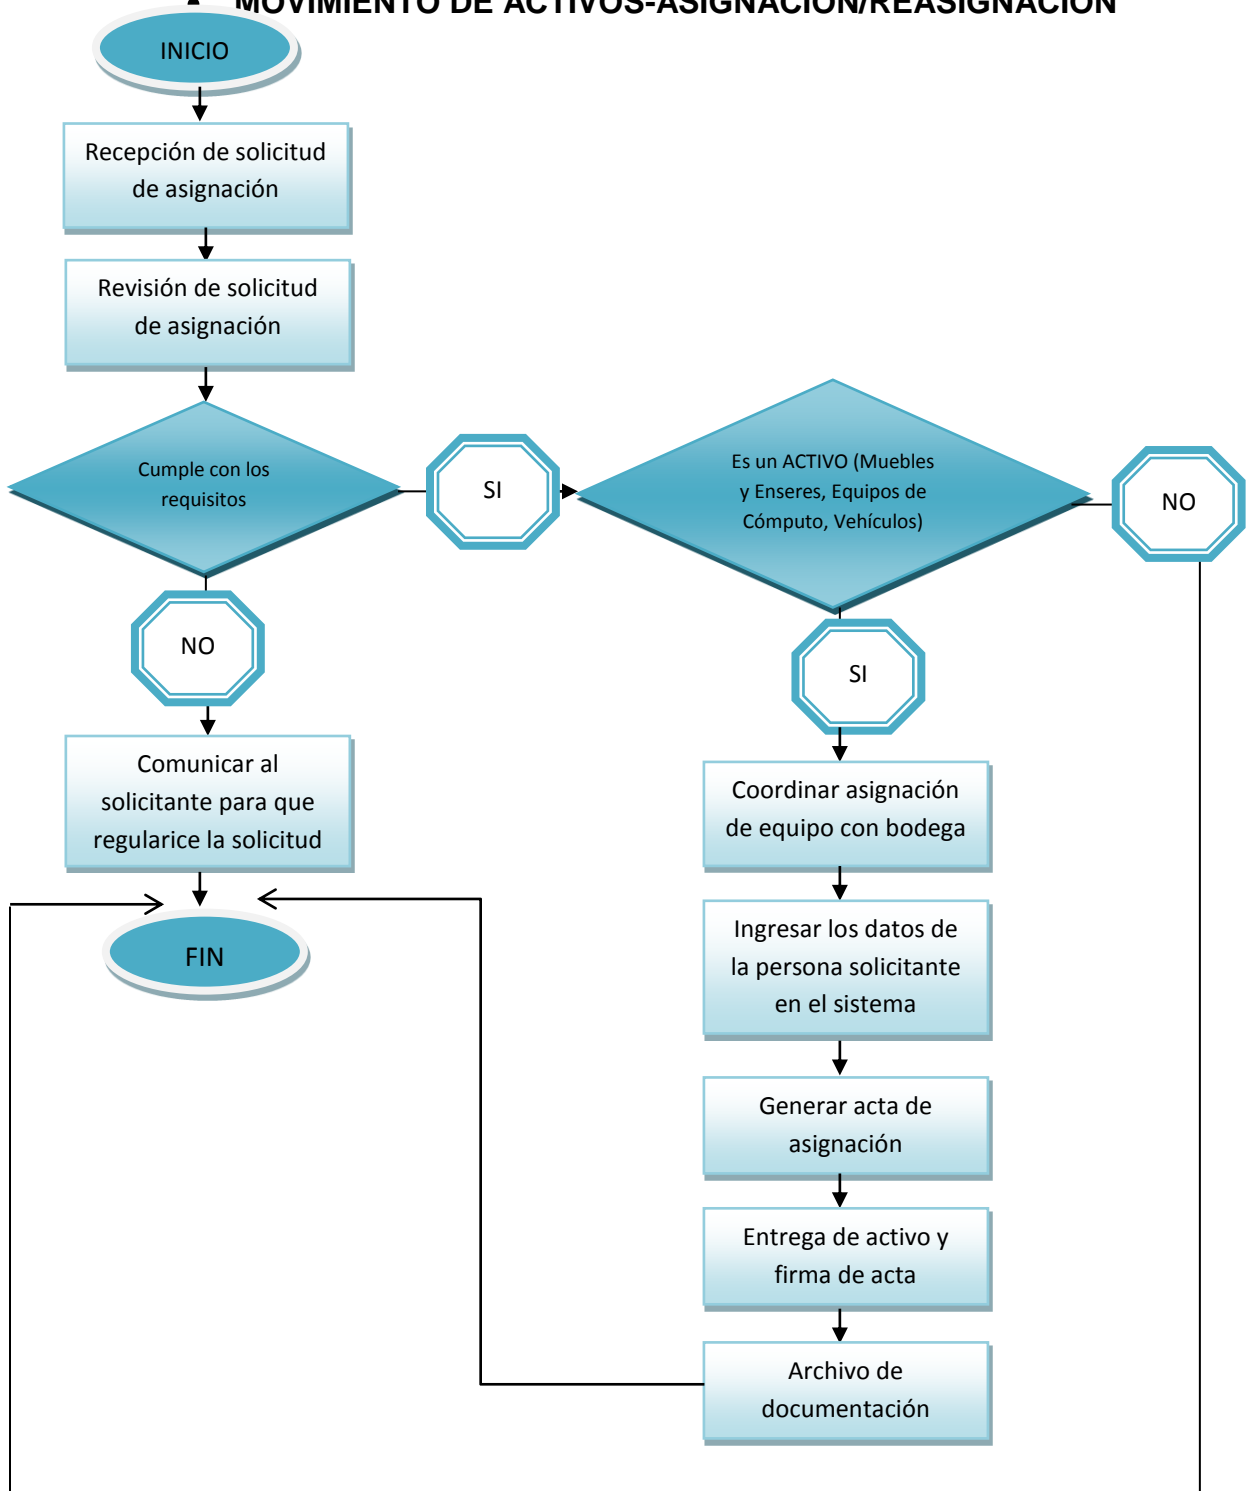 MOVIMIENTO DE ACTIVOS-ASIGNACIÓN/REASIGNACIÓN
INICIO
Recepción de solicitud
de asignación
Revisión de solicitud
de asignación
Cumple con los
requisitos
SI
Es un ACTIVO (Muebles
y Enseres, Equipos de
Cómputo, Vehículos)
NO
NO
SI
Comunicar al
solicitante para que
regularice la solicitud
FIN
Coordinar asignación
de equipo con bodega
Ingresar los datos de
la persona solicitante
en el sistema
Generar acta de
asignación
Entrega de activo y
firma de acta
Archivo de
documentación